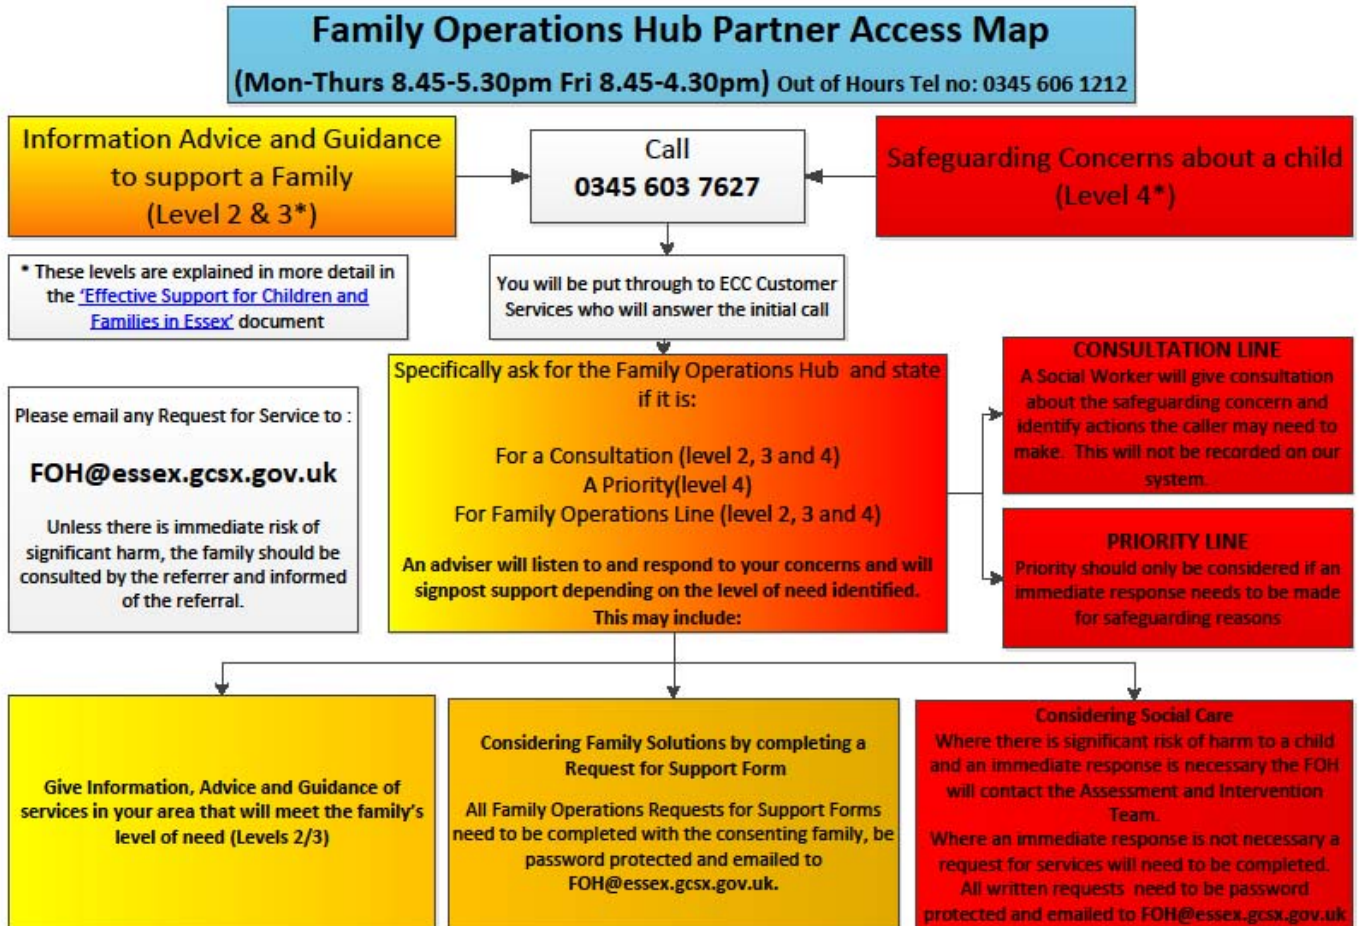 Family Operations Hub Partner Access Map
(Mon-Thurs 8.45-5.30pm Fri 8.45-4.30pm) Out of Hours Tel no: 0345 606 1212
Information Advice and Guidance
to support a Family
(Level 2 & 3*)
Call
0345 603 7627
Safeguarding Concerns about a child
(Level 4*)
* These levels are explained in more detail in
the 'Effective Support for Children and
Families in Essex' document
You will be put through to ECC Customer
Services who will answer the initial call
Please email any Request for Service to :
FOH@essex.gcsx.gov.uk
Unless there is immediate risk of
significant harm, the family should be
consulted by the referrer and informed
of the referral.
Specifically ask for the Family Operations Hub and state
if it is:
For a Consultation (level 2, 3 and 4)
A Priority(level 4)
For Family Operations Line (level 2, 3 and 4)
An adviser will listen to and respond to your concerns and will
signpost support depending on the level of need identified.
This may include:
CONSULTATION LINE
A Social Worker will give consultation
about the safeguarding concern and
identify actions the caller may need to
make. This will not be recorded on our
system.
PRIORITY LINE
Priority should only be considered if an
immediate response needs to be made
for safeguarding reasons
Give Information, Advice and Guidance of
services in your area that will meet the family's
level of need (Levels 2/3)
Considering Family Solutions by completing a
Request for Support Form
All Family Operations Requests for Support Forms
need to be completed with the consenting family, be
password protected and emailed to
FOH@essex.gcsx.gov.uk.
Considering Social Care
Where there is significant risk of harm to a child
and an immediate response is necessary the FOH
will contact the Assessment and Intervention
Team.
Where an immediate response is not necessary a
request for services will need to be completed.
All written requests need to be password
protected and emailed to FOH@essex.gcsx.gov.uk